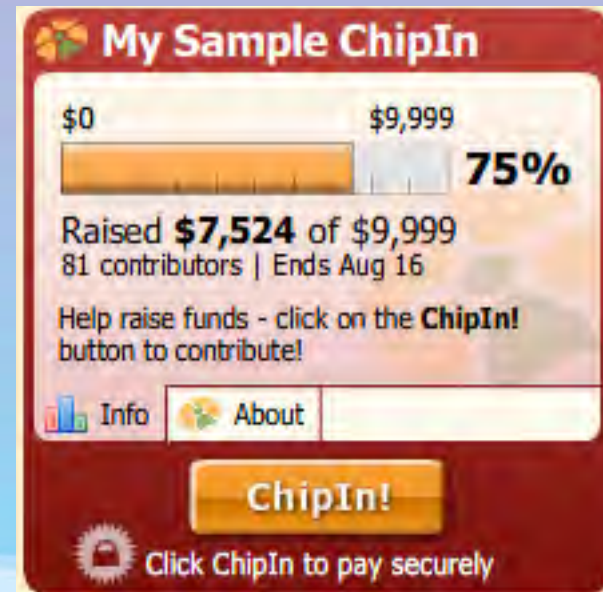 My Sample ChipIn
$0 $9,999
75%
Raised $7,524 of $9,999
81 contributors | Ends Aug 16
Help raise funds - click on the ChipIn!
button to contribute!
Info About
ChipIn!
Click ChipIn to pay securely